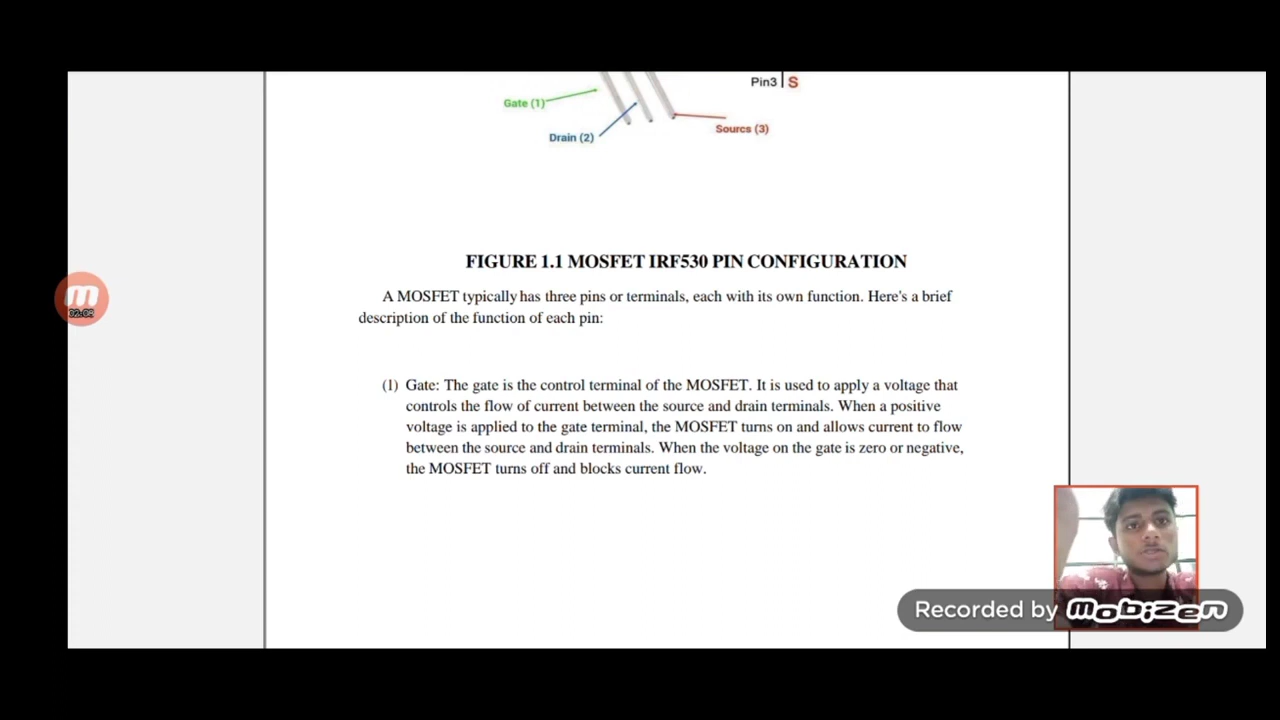 Pin3 S
Gate (1)
Sourcs (3)
Drain (2)
FIGURE 1.1 MOSFET IRF530 PIN CONFIGURATION
A MOSFET typically has three pins or terminals, each with its own function. Here's a brief
description of the function of each pin:
(1) Gate: The gate is the control terminal of the MOSFET. It is used to apply a voltage that
controls the flow of current between the source and drain terminals. When a positive
voltage is applied to the gate terminal, the MOSFET turns on and allows current to flow
between the source and drain terminals. When the voltage on the gate is zero or negative,
the MOSFET turns off and blocks current flow.
02:09
Recorded by mobizen